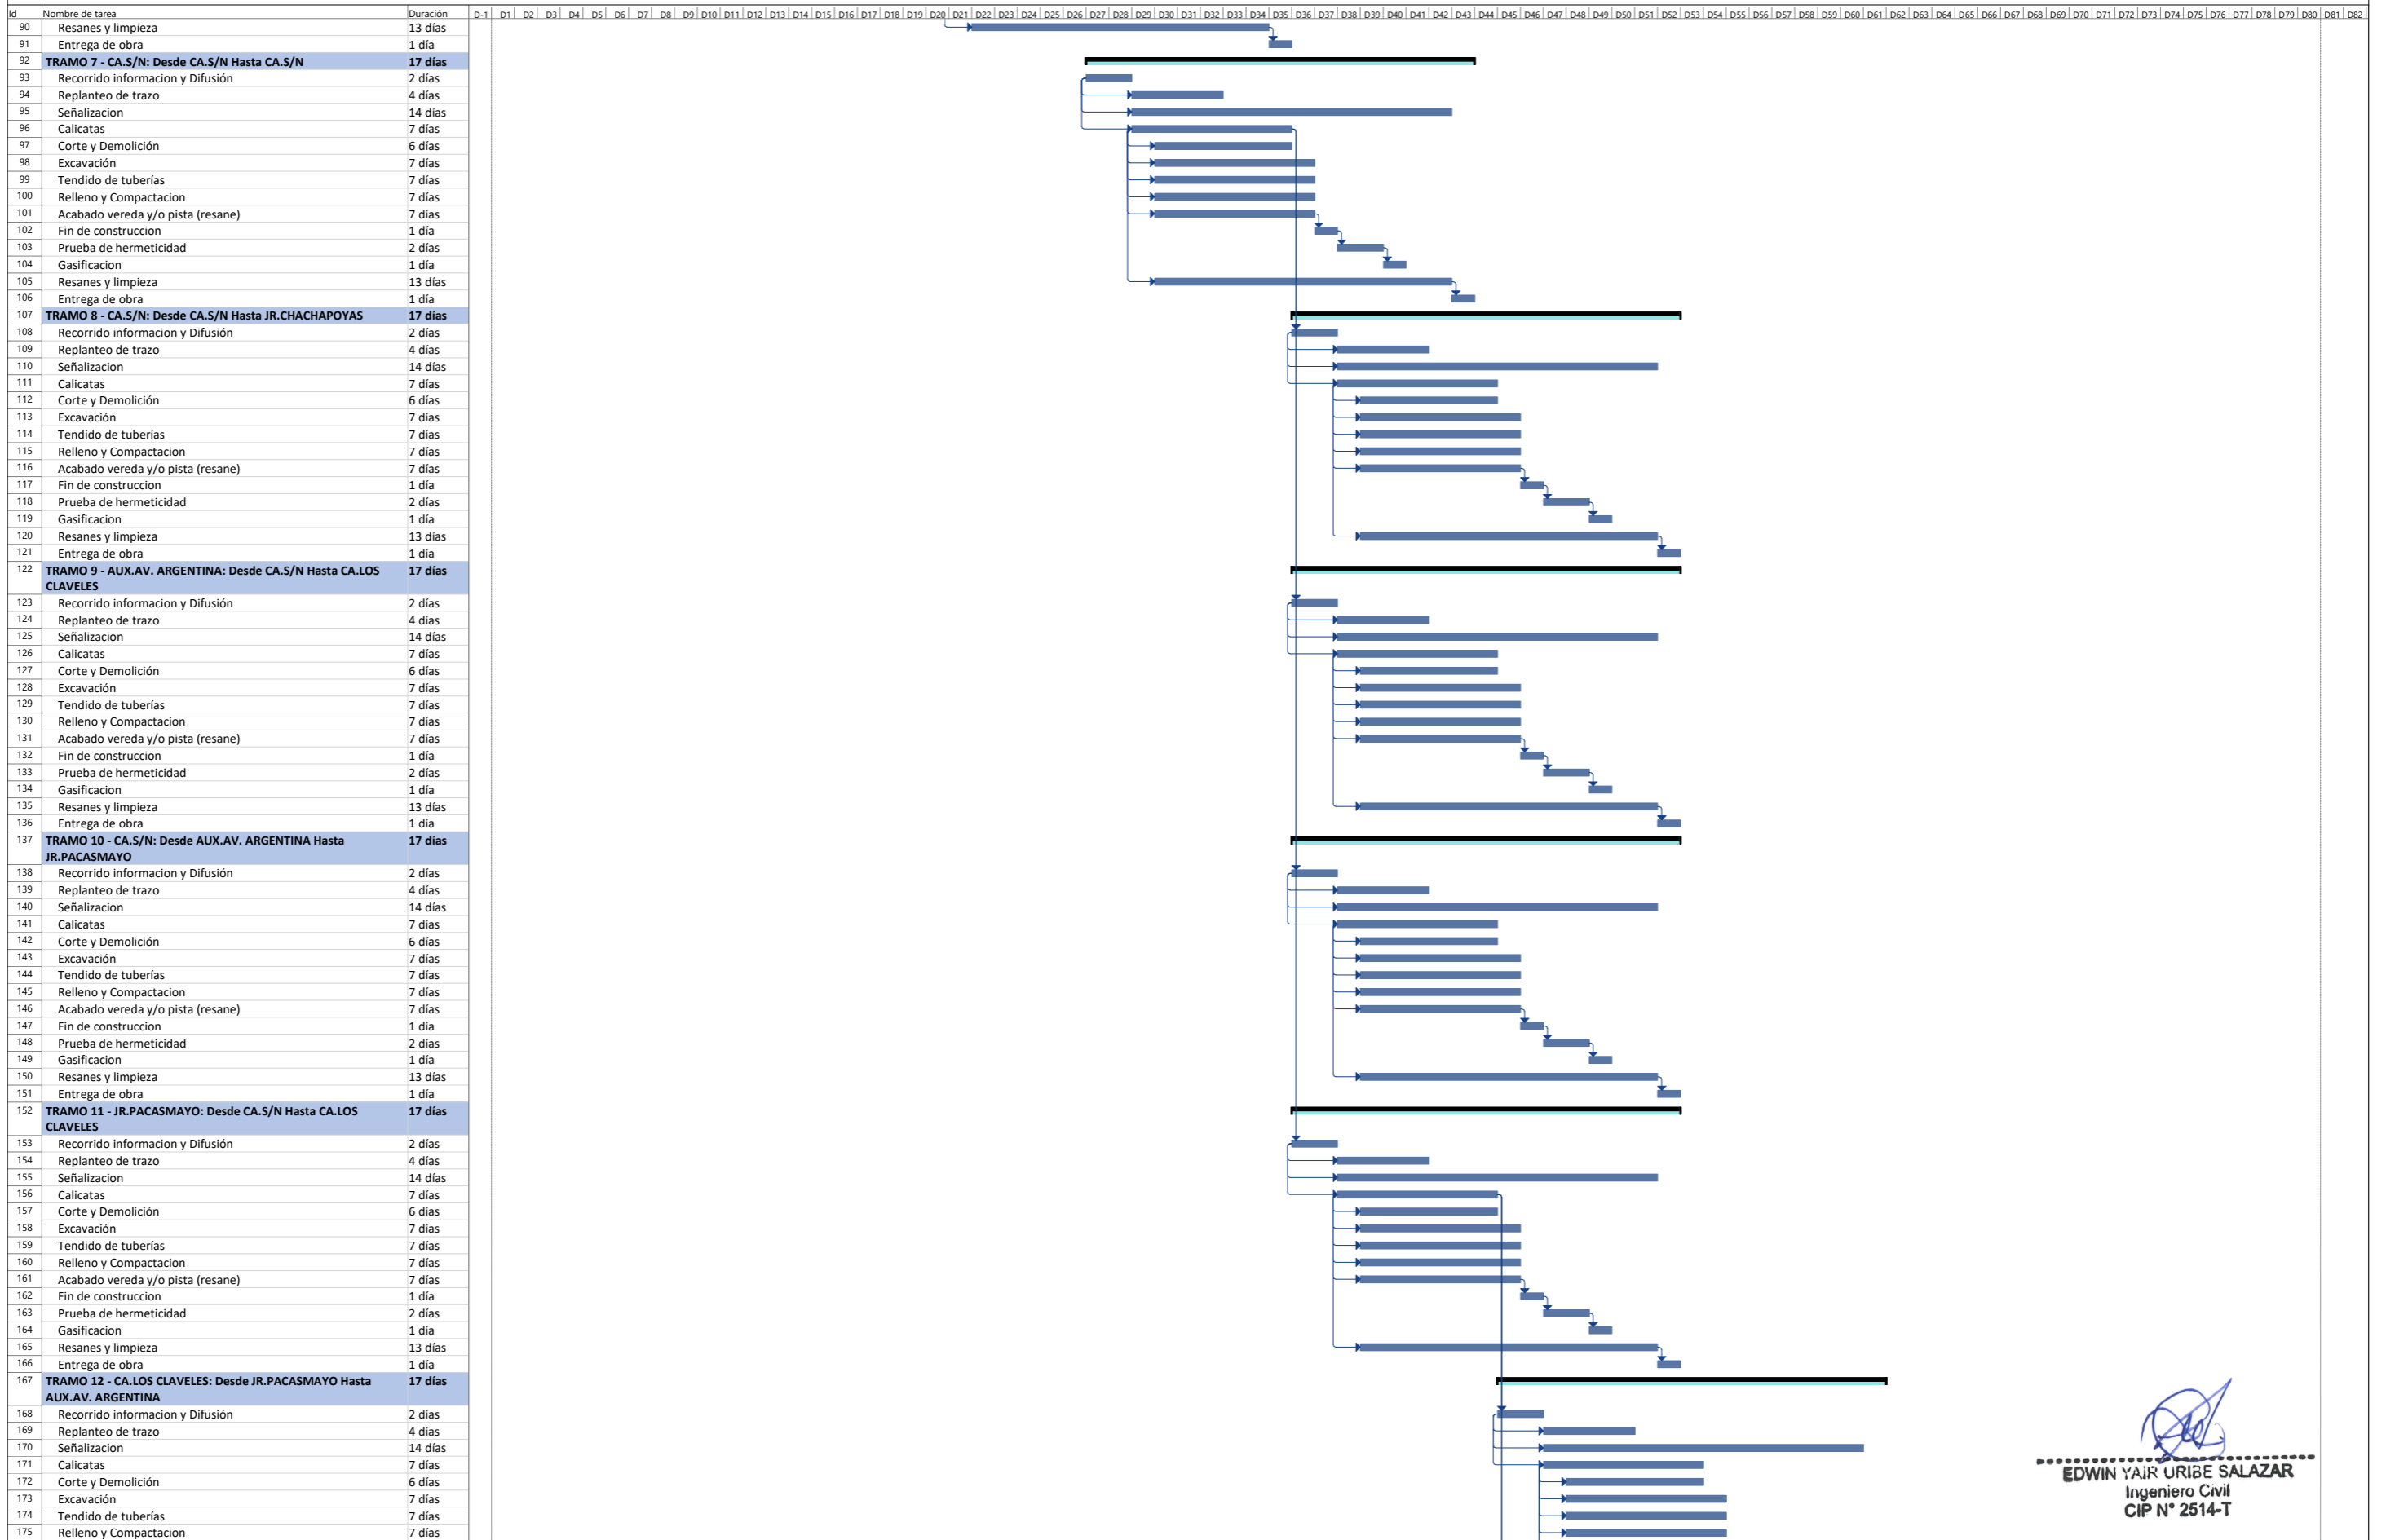 Id Nombre de tarea Duración D-1 D1 D2 D3 D4 D5 D6 D7 D8 D9 D10 D11 D12 D13 D14 D15 D16 D17 D18 D19 D20 D21 D22 D23 D24 D25 D26 D27 D28 D29 D30 D31 D32 D33 D34 D35 D36 D37 D38 D39 D40 D41 D42 D43 D44 D45 D46 D47 D48 D49 D50 D51 D52 D53 D54 D55 D56 D57 D58 D59 D60 D61 D62 D63 D64 D65 D66 D67 D68 D69 D70 D71 D72 D73 D74 D75 D76 D77 D78 D79 D80 D81 D82
90 Resanes y limpieza 13 días
91 Entrega de obra 1 día
92 TRAMO 7 - CA.S/N: Desde CA.S/N Hasta CA.S/N 17 días
93 Recorrido informacion y Difusión 2 días
94 Replanteo de trazo 4 días
95 Señalizacion 14 días
96 Calicatas 7 días
97 Corte y Demolición 6 días
98 Excavación 7 días
99 Tendido de tuberías 7 días
100 Relleno y Compactacion 7 días
101 Acabado vereda y/o pista (resane) 7 días
102 Fin de construccion 1 día
103 Prueba de hermeticidad 2 días
104 Gasificacion 1 día
105 Resanes y limpieza 13 días
106 Entrega de obra 1 día
107 TRAMO 8 - CA.S/N: Desde CA.S/N Hasta JR.CHACHAPOYAS 17 días
108 Recorrido informacion y Difusión 2 días
109 Replanteo de trazo 4 días
110 Señalizacion 14 días
111 Calicatas 7 días
112 Corte y Demolición 6 días
113 Excavación 7 días
114 Tendido de tuberías 7 días
115 Relleno y Compactacion 7 días
116 Acabado vereda y/o pista (resane) 7 días
117 Fin de construccion 1 día
118 Prueba de hermeticidad 2 días
119 Gasificacion 1 día
120 Resanes y limpieza 13 días
121 Entrega de obra 1 día
122 TRAMO 9 - AUX.AV. ARGENTINA: Desde CA.S/N Hasta CA.LOS 17 días
CLAVELES
123 Recorrido informacion y Difusión 2 días
124 Replanteo de trazo 4 días
125 Señalizacion 14 días
126 Calicatas 7 días
127 Corte y Demolición 6 días
128 Excavación 7 días
129 Tendido de tuberías 7 días
130 Relleno y Compactacion 7 días
131 Acabado vereda y/o pista (resane) 7 días
132 Fin de construccion 1 día
133 Prueba de hermeticidad 2 días
134 Gasificacion 1 día
135 Resanes y limpieza 13 días
136 Entrega de obra 1 día
137 TRAMO 10 - CA.S/N: Desde AUX.AV. ARGENTINA Hasta 17 días
JR.PACASMAYO
138 Recorrido informacion y Difusión 2 días
139 Replanteo de trazo 4 días
140 Señalizacion 14 días
141 Calicatas 7 días
142 Corte y Demolición 6 días
143 Excavación 7 días
144 Tendido de tuberías 7 días
145 Relleno y Compactacion 7 días
146 Acabado vereda y/o pista (resane) 7 días
147 Fin de construccion 1 día
148 Prueba de hermeticidad 2 días
149 Gasificacion 1 día
150 Resanes y limpieza 13 días
151 Entrega de obra 1 día
152 TRAMO 11 - JR.PACASMAYO: Desde CA.S/N Hasta CA.LOS 17 días
CLAVELES
153 Recorrido informacion y Difusión 2 días
154 Replanteo de trazo 4 días
155 Señalizacion 14 días
156 Calicatas 7 días
157 Corte y Demolición 6 días
158 Excavación 7 días
159 Tendido de tuberías 7 días
160 Relleno y Compactacion 7 días
161 Acabado vereda y/o pista (resane) 7 días
162 Fin de construccion 1 día
163 Prueba de hermeticidad 2 días
164 Gasificacion 1 día
165 Resanes y limpieza 13 días
166 Entrega de obra 1 día
167 TRAMO 12 - CA.LOS CLAVELES: Desde JR.PACASMAYO Hasta 17 días
AUX.AV. ARGENTINA
168 Recorrido informacion y Difusión 2 días
169 Replanteo de trazo 4 días
170 Señalizacion 14 días
171 Calicatas 7 días
172 Corte y Demolición 6 días
173 Excavación 7 días
174 Tendido de tuberías 7 días
175 Relleno y Compactacion 7 días
EDWIN YAIR URIBE SALAZAR
Ingeniero Civil
CIP N° 2514-T